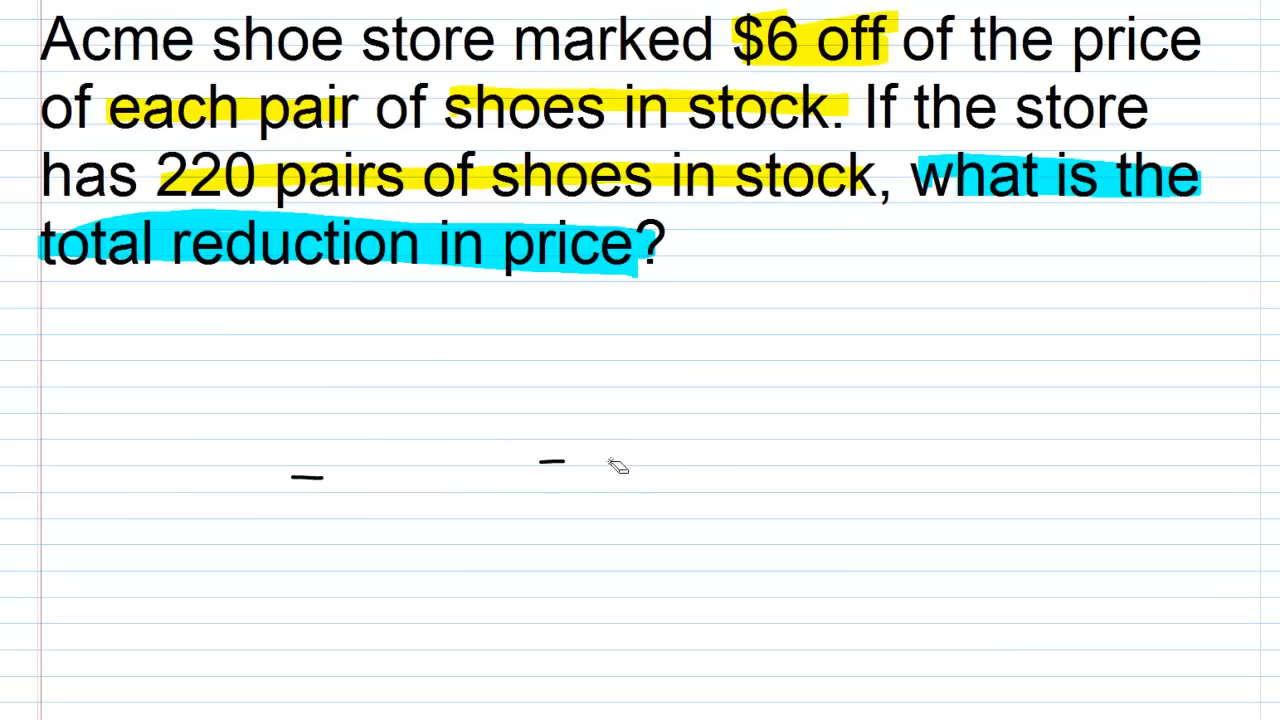 Acme shoe store marked $6 off of the price
of each pair of shoes in stock. If the store
has 220 pairs of shoes in stock, what is the
total reduction in price?